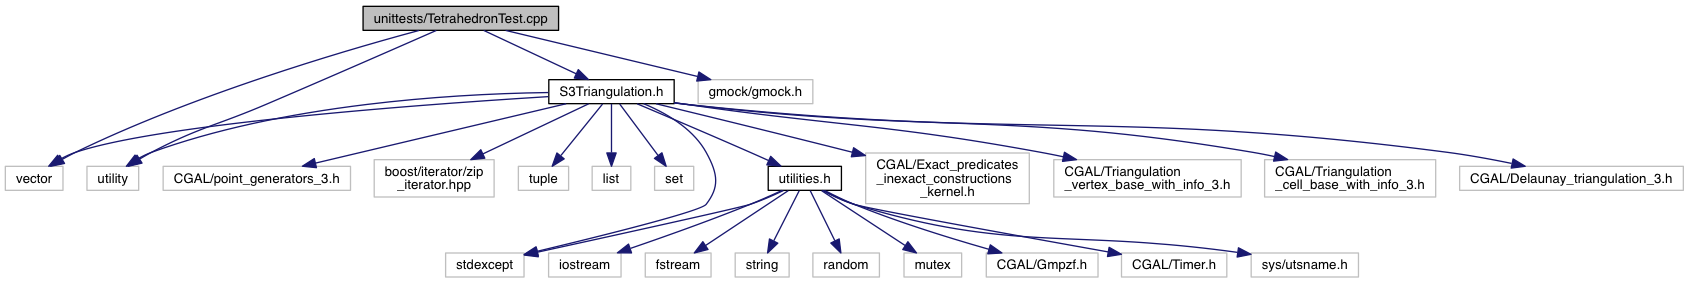 unittests/TetrahedronTest.cpp
S3Triangulation.h
gmock/gmock.h
vector
utility
CGAL/point_generators_3.h
boost/iterator/zip
_iterator.hpp
tuple
list
set
utilities.h
CGAL/Exact_predicates
_inexact_constructions
_kernel.h
CGAL/Triangulation
_vertex_base_with_info_3.h
CGAL/Triangulation
_cell_base_with_info_3.h
CGAL/Delaunay_triangulation_3.h
stdexcept
iostream
fstream
string
random
mutex
CGAL/Gmpzf.h
CGAL/Timer.h
sys/utsname.h